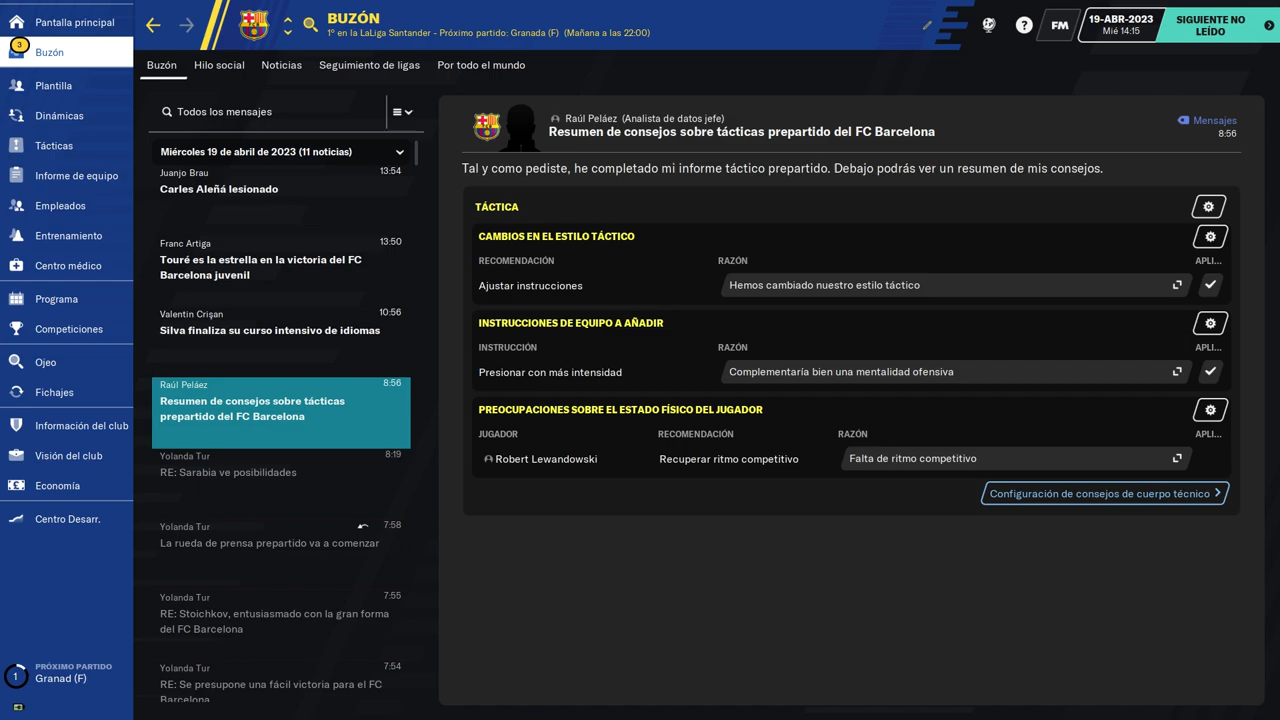 Pantalla principal
3
Buzón
Plantilla
Dinámicas
Tácticas
Informe de equipo
Empleados
Entrenamiento
Centro médico
Programa
Competiciones
Ojeo
Fichajes
Información del club
Visión del club
Economía
Centro Desarr.
1
PRÓXIMO PARTIDO
Granad (F)
BUZÓN
1º en la LaLiga Santander - Próximo partido: Granada (F) (Mañana a las 22:00)
?
FM
19-ABR-2023
Mié 14:15
SIGUIENTE NO
LEÍDO
Buzón
Hilo social
Noticias
Seguimiento de ligas
Por todo el mundo
Todos los mensajes
Miércoles 19 de abril de 2023 (11 noticias)
Juanjo Brau
13:54
Carles Aleñá lesionado
Franc Artiga
13:50
Touré es la estrella en la victoria del FC
Barcelona juvenil
Valentin Crişan
10:56
Silva finaliza su curso intensivo de idiomas
Raúl Peláez
8:56
Resumen de consejos sobre tácticas
prepartido del FC Barcelona
Yolanda Tur
8:19
RE: Sarabia ve posibilidades
Yolanda Tur
7:58
La rueda de prensa prepartido va a comenzar
Yolanda Tur
7:55
RE: Stoichkov, entusiasmado con la gran forma
del FC Barcelona
Yolanda Tur
7:54
RE: Se presupone una fácil victoria para el FC
Barcelona
Raúl Peláez (Analista de datos jefe)
Resumen de consejos sobre tácticas prepartido del FC Barcelona
Mensajes
8:56
Tal y como pediste, he completado mi informe táctico prepartido. Debajo podrás ver un resumen de mis consejos.
TÁCTICA
CAMBIOS EN EL ESTILO TÁCTICO
RECOMENDACIÓN
RAZÓN
APLI...
Ajustar instrucciones
Hemos cambiado nuestro estilo táctico
INSTRUCCIONES DE EQUIPO A AÑADIR
INSTRUCCIÓN
RAZÓN
APLI...
Presionar con más intensidad
Complementaría bien una mentalidad ofensiva
PREOCUPACIONES SOBRE EL ESTADO FÍSICO DEL JUGADOR
JUGADOR
RECOMENDACIÓN
RAZÓN
APLI...
Robert Lewandowski
Recuperar ritmo competitivo
Falta de ritmo competitivo
Configuración de consejos de cuerpo técnico